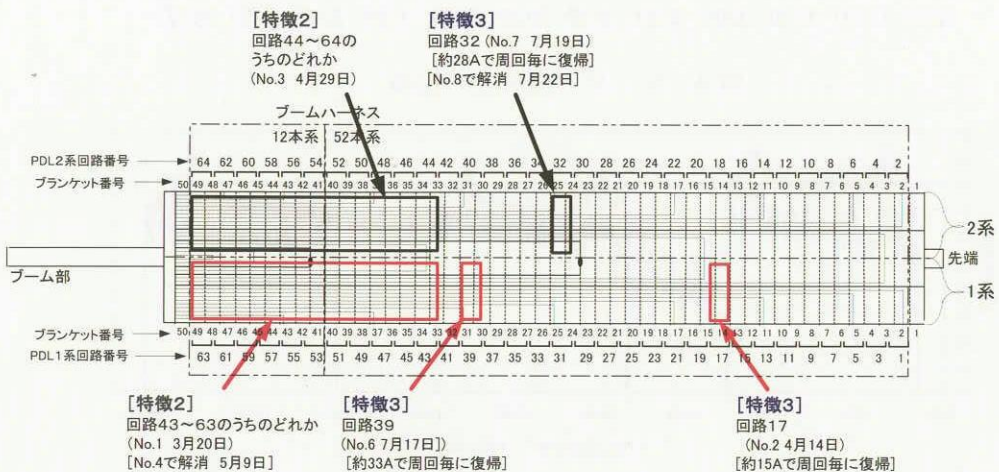 [特徴2]
回路44～64の
うちのどれか
(No.3 4月29日)
[特徴3]
回路32 (No.7 7月19日)
[約28Aで周回毎に復帰]
[No.8で解消 7月22日]
ブームハーネス
12本系 52本系
PDL2系回路番号 64 62 60 58 56 54 52 50 48 46 44 42 40 38 36 34 32 30 28 26 24 22 20 18 16 14 12 10 8 6 4 2
ブランケット番号 50 49 48 47 46 45 44 43 42 41 40 39 38 37 36 35 34 33 32 31 30 29 28 27 26 25 24 23 22 21 20 19 18 17 16 15 14 13 12 11 10 9 8 7 6 5 4 3 2 1
2系
ブーム部
先端
1系
ブランケット番号 50 49 48 47 46 45 44 43 42 41 40 39 38 37 36 35 34 33 32 31 30 29 28 27 26 25 24 23 22 21 20 19 18 17 16 15 13 12 11 10 9 8 7 6 5 4 3 2 1
PDL1系回路番号 63 61 59 57 55 53 51 49 47 45 43 41 39 37 35 33 31 29 27 25 23 21 19 17 15 13 11 9 7 5 3 1
[特徴2]
回路43～63のうちのどれか
(No.1 3月20日)
[No.4で解消 5月9日]
[特徴3]
回路39
(No.6 7月17日])
[約33Aで周回毎に復帰]
[特徴3]
回路17
(No.2 4月14日)
[約15Aで周回毎に復帰]